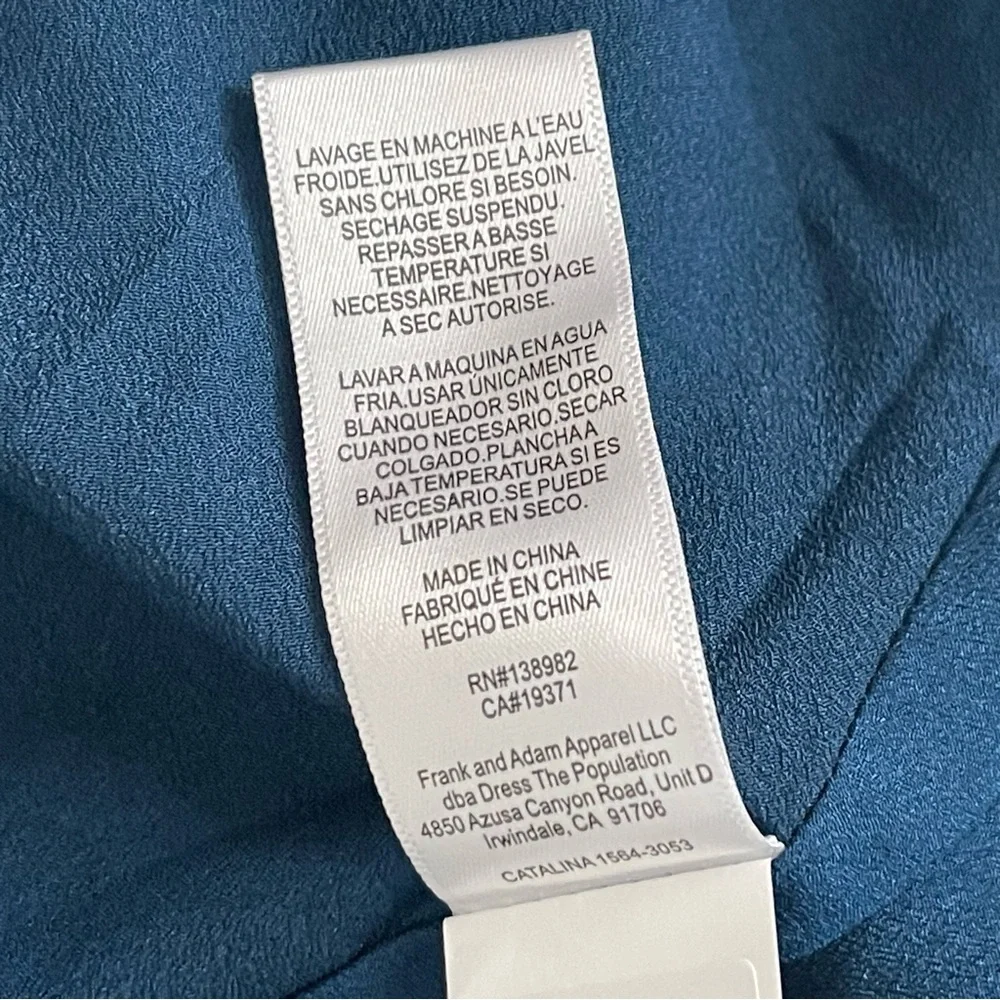 LAVAGE EN MACHINE A L'EAU
FROIDE.UTILISEZ DE LA JAVEL
SANS CHLORE SI BESOIN.
SECHAGE SUSPENDU.
REPASSER A BASSE
TEMPERATURE SI
NECESSAIRE.NETTOYAGE
A SEC AUTORISE.
LAVAR A MAQUINA EN AGUA
FRIA.USAR ÚNICAMENTE
BLANQUEADOR SIN CLORO
CUANDO NECESARIO.SECAR
COLGADO.PLANCHA A
BAJA TEMPERATURA SI ES
NECESARIO.SE PUEDE
LIMPIAR EN SECO.
MADE IN CHINA
FABRIQUÉ EN CHINE
HECHO EN CHINA
RN#138982
CA#19371
Frank and Adam Apparel LLC
dba Dress The Population
4850 Azusa Canyon Road, Unit D
Irwindale, CA 91706
CATALINA 1564-3053